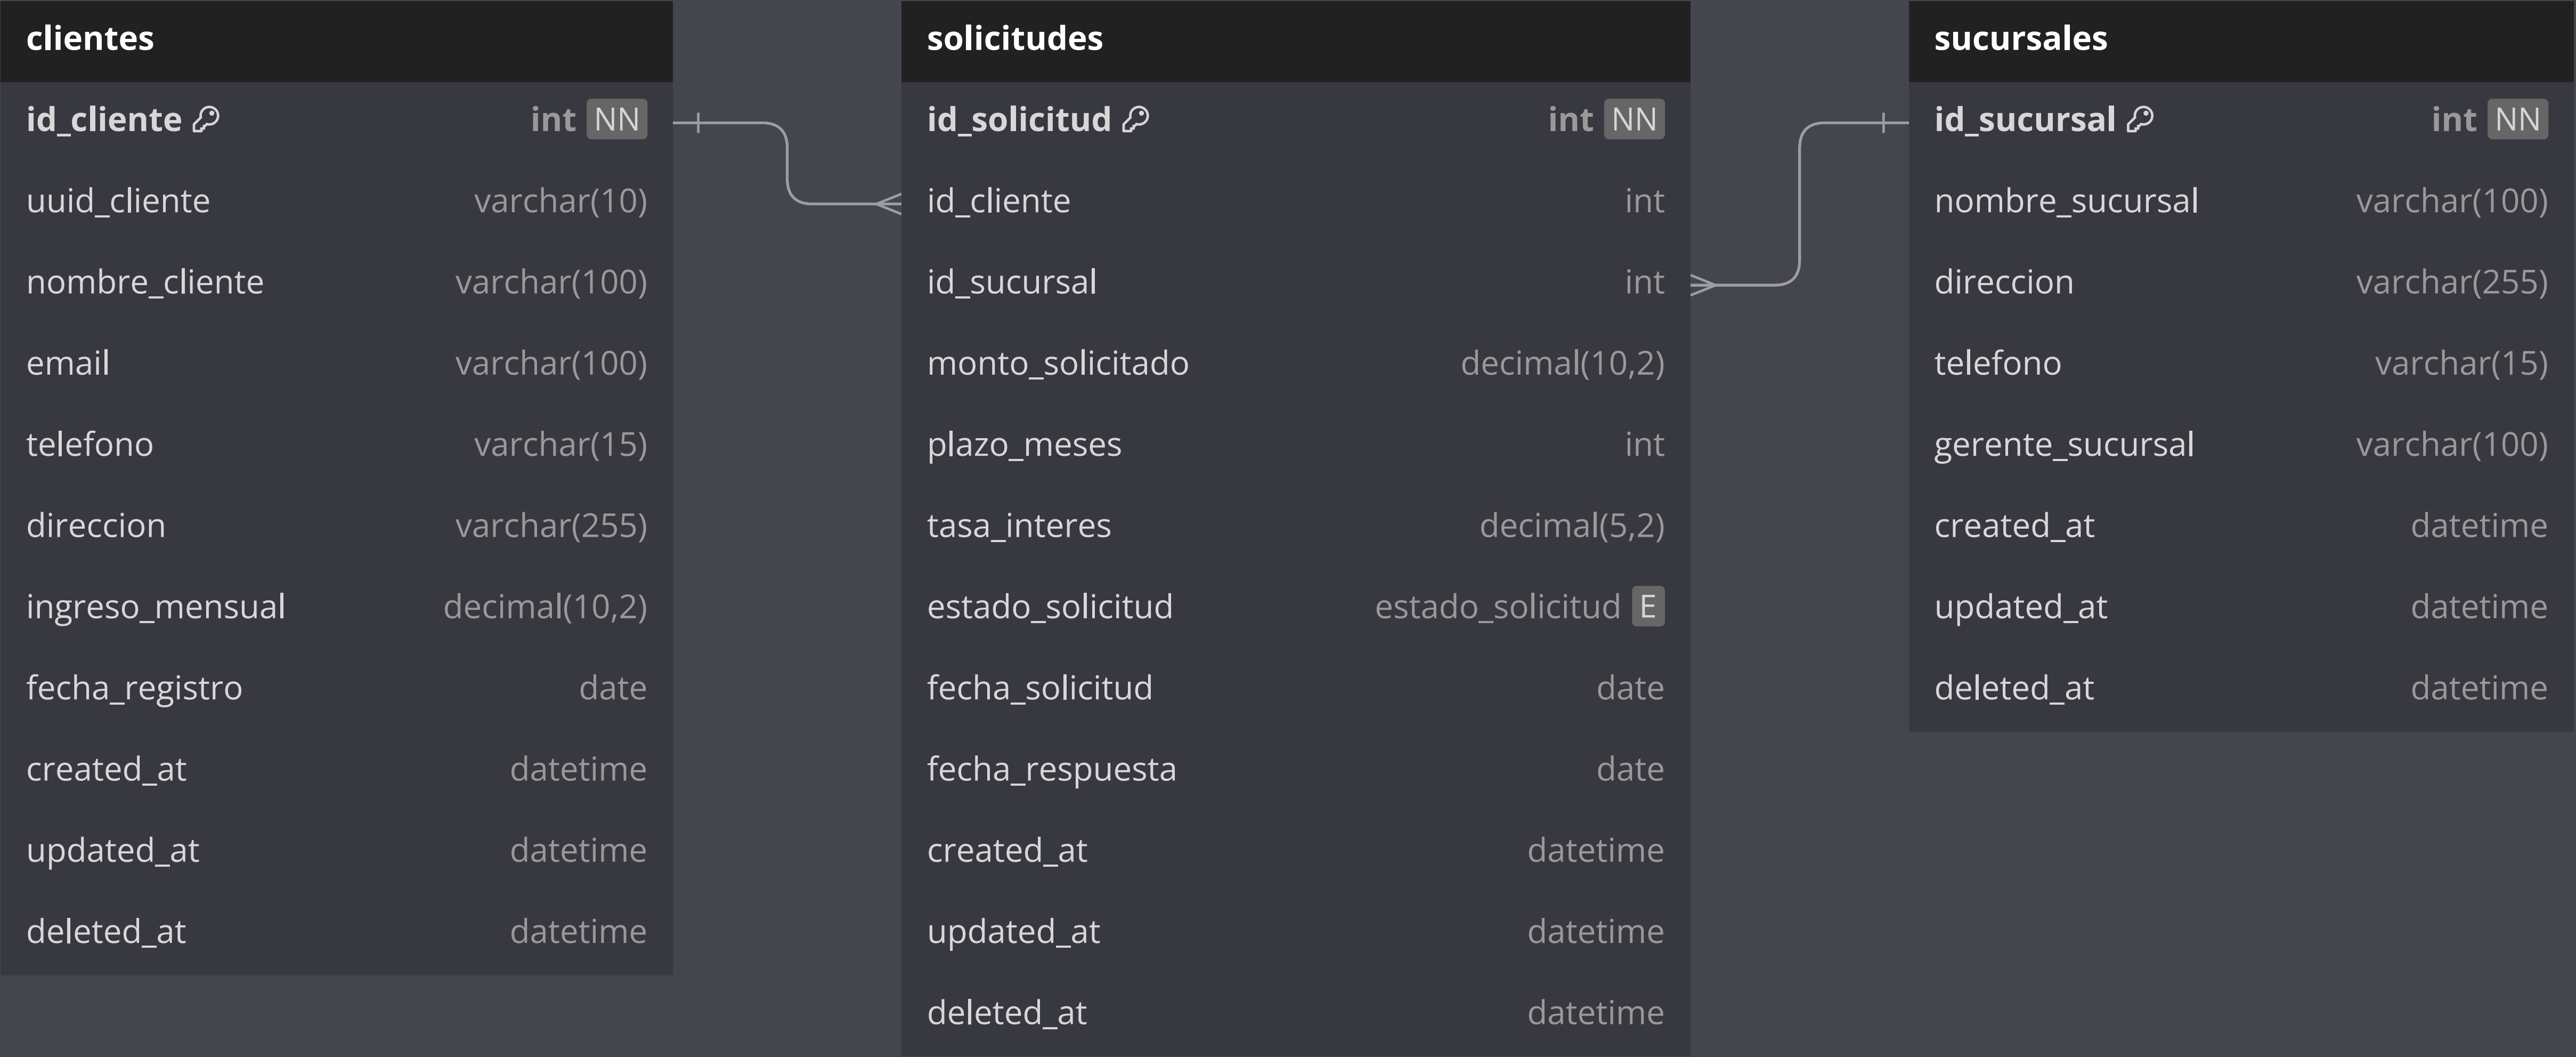 clientes
id_cliente int NN
uuid_cliente varchar(10)
nombre_cliente varchar(100)
email varchar(100)
telefono varchar(15)
direccion varchar(255)
ingreso_mensual decimal(10,2)
fecha_registro date
created_at datetime
updated_at datetime
deleted_at datetime
solicitudes
id_solicitud int NN
id_cliente int
id_sucursal int
monto_solicitado decimal(10,2)
plazo_meses int
tasa_interes decimal(5,2)
estado_solicitud estado_solicitud E
fecha_solicitud date
fecha_respuesta date
created_at datetime
updated_at datetime
deleted_at datetime
sucursales
id_sucursal int NN
nombre_sucursal varchar(100)
direccion varchar(255)
telefono varchar(15)
gerente_sucursal varchar(100)
created_at datetime
updated_at datetime
deleted_at datetime